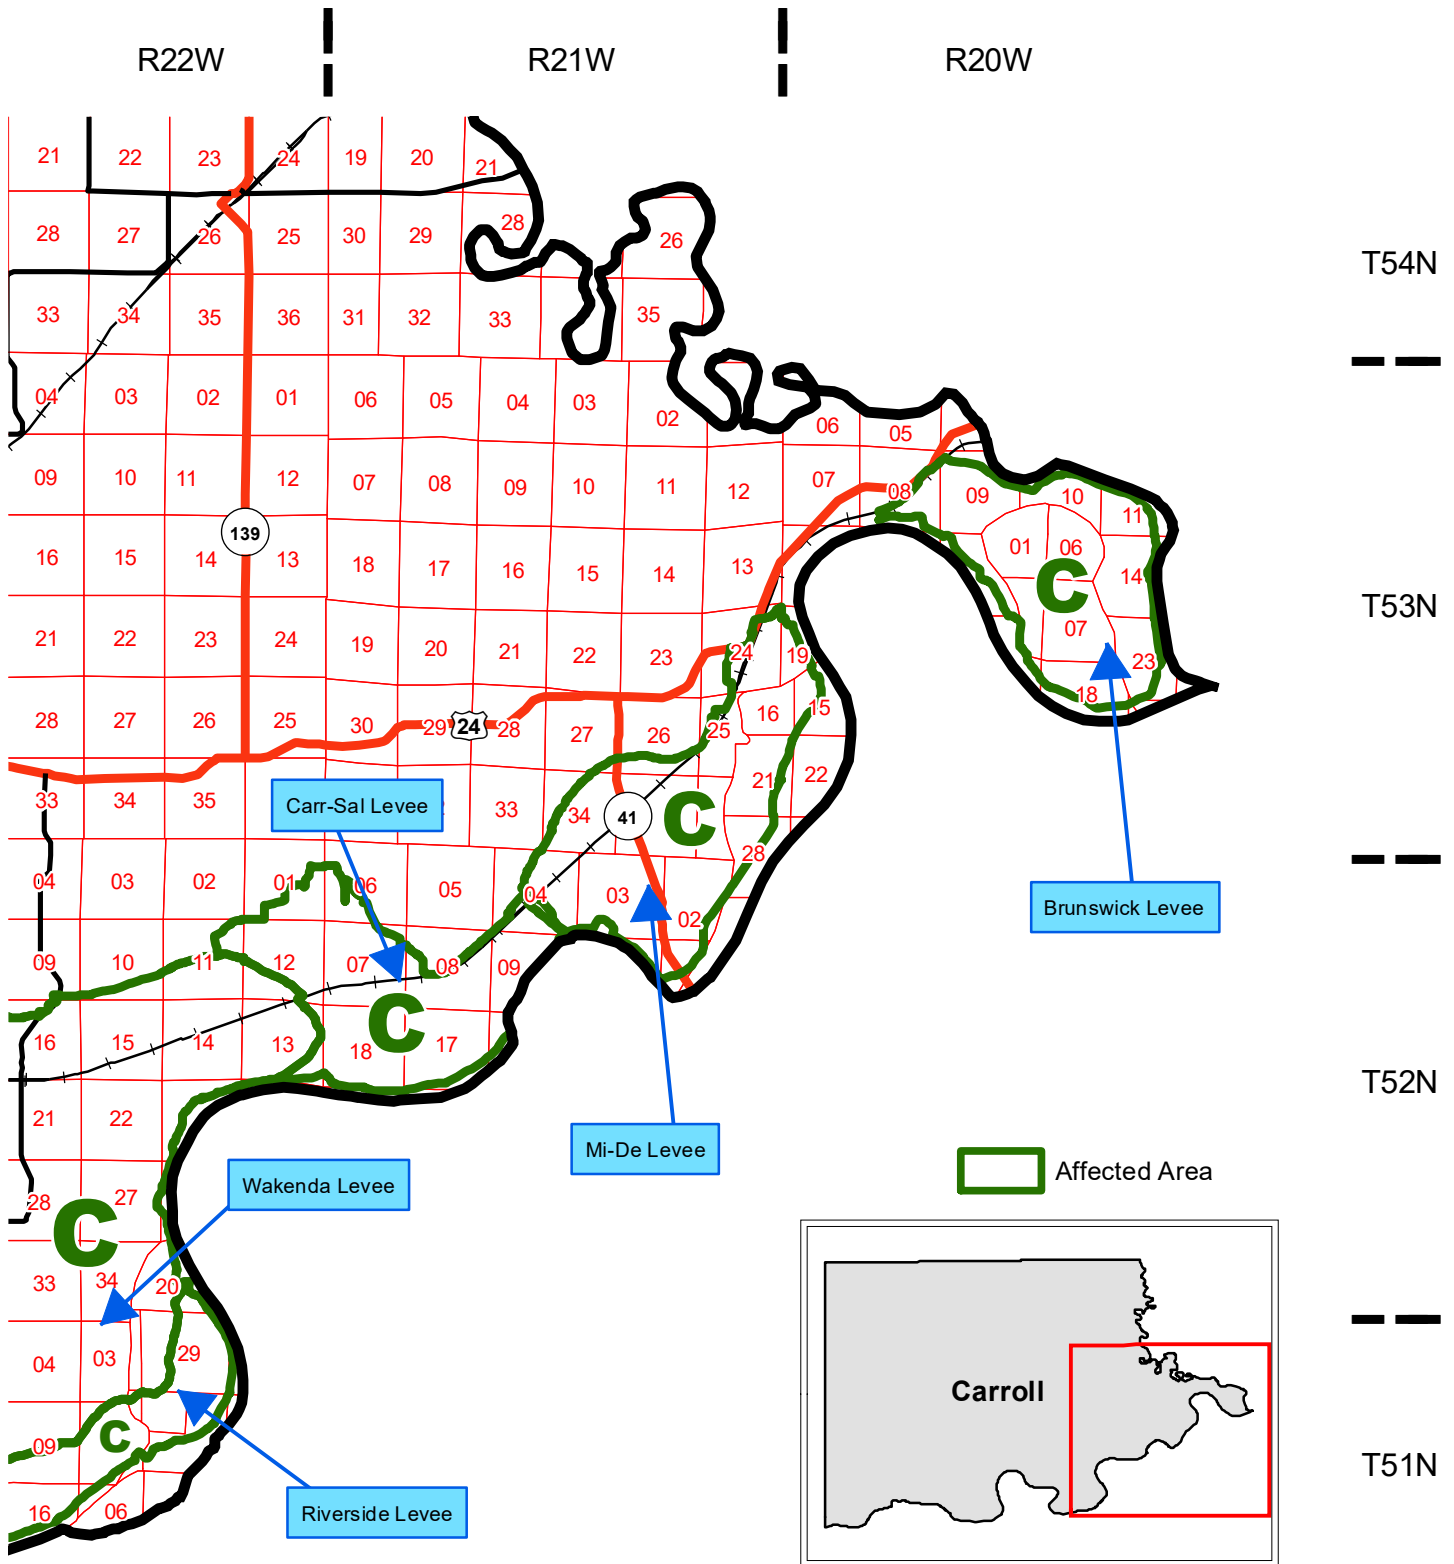 R22W R21W R20W
21 22 23 24 19 20 21
28 27 26 25 30 29 28 26
T54N
33 34 35 36 31 32 33 35
04 03 02 01 06 05 04 03 02 06 05
09 10 11 12 07 08 09 10 11 12 07 08 09 10 11
139
16 15 14 13 18 17 16 15 14 13 01 06 14
C
T53N
21 22 23 24 19 20 21 22 23 24 19 07 23
18
28 27 26 25 30 29 24 28 27 26 25 16 15
33 34 35 33 34 21 22
Carr-Sal Levee
41
C
28
04 03 02 01 06 05 04 03 02
Brunswick Levee
09 10 11 12 07 08 09
16 15 14 13 18 17
C
T52N
21 22
Mi-De Levee
Affected Area
Wakenda Levee
28 27
C
33 34 20
04 03 29
Carroll
09
C
T51N
16 06
Riverside Levee